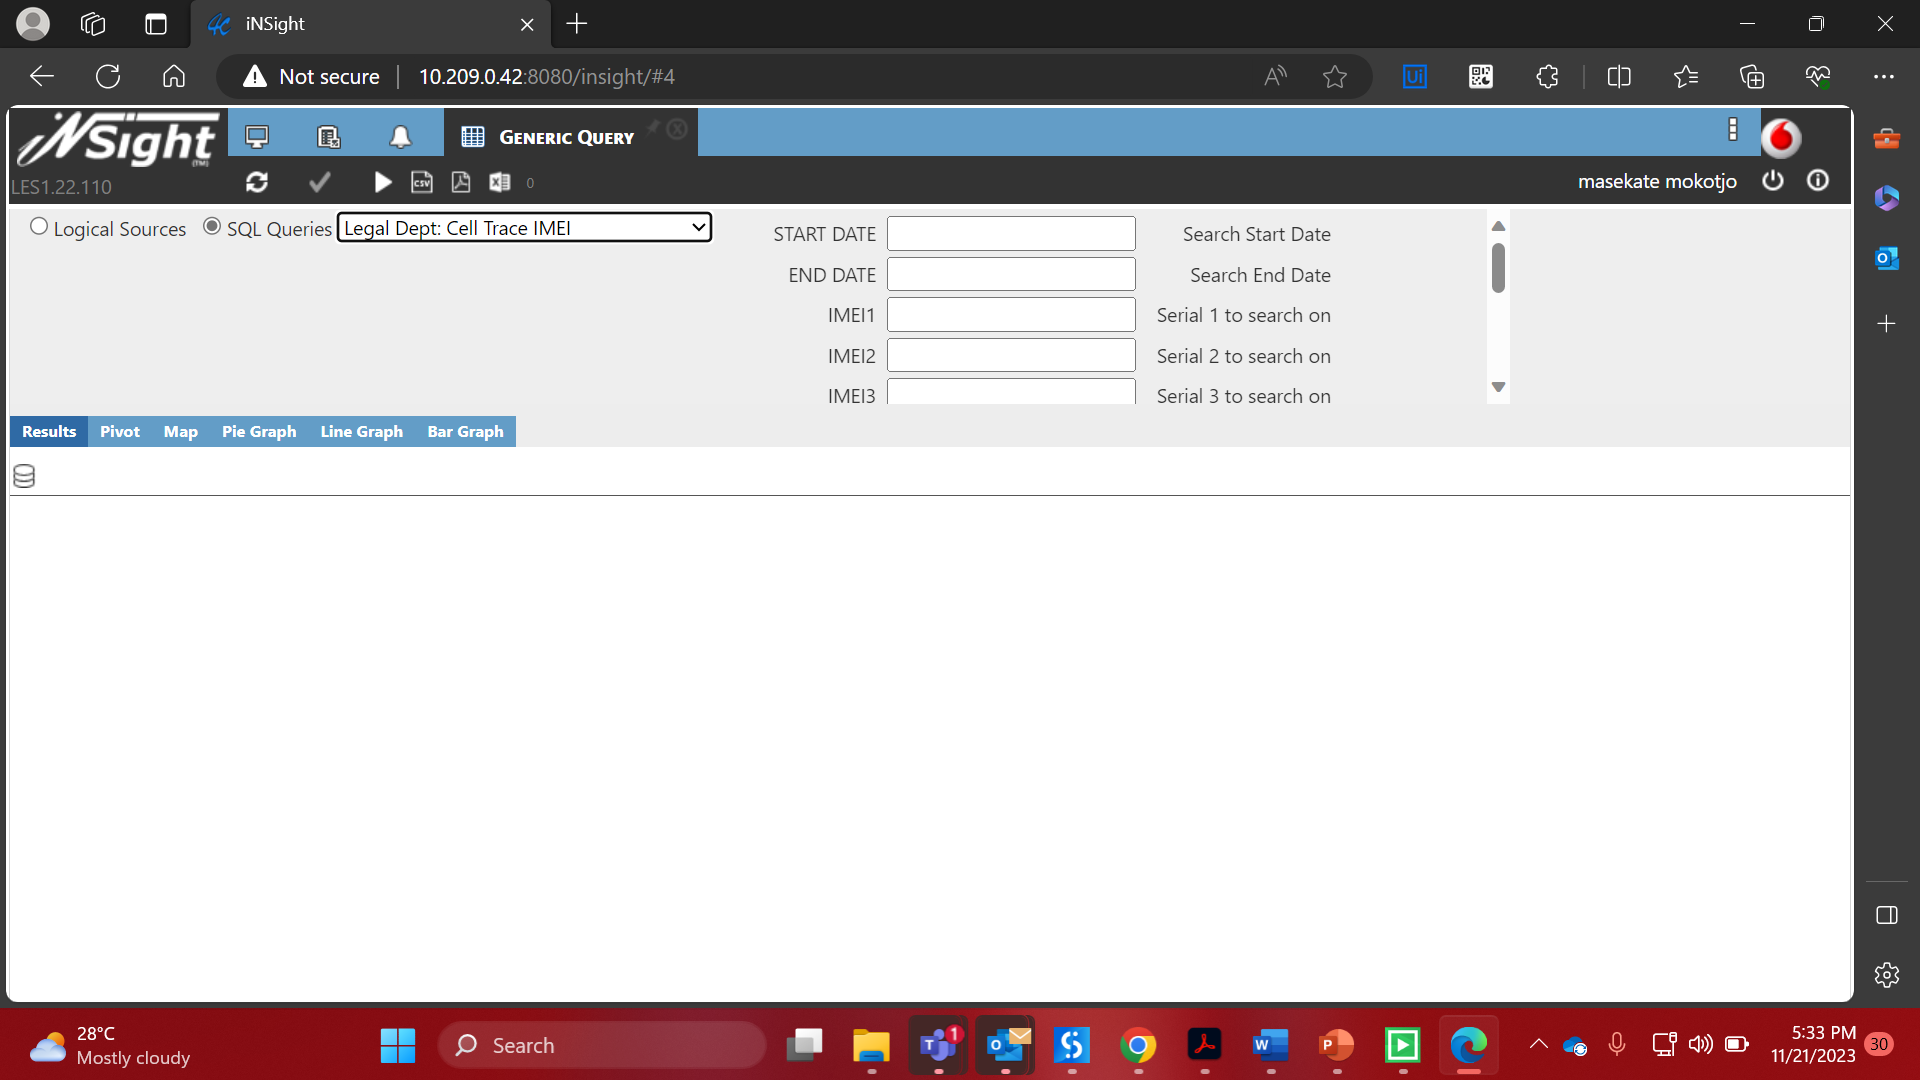 iNSight
Not secure
10.209.0.42:8080/insight/#4
iNSight
(TM)
GENERIC QUERY
LES1.22.110
CSV
0
masekate mokotjo
Logical Sources
SQL Queries
Legal Dept: Cell Trace IMEI
START DATE
Search Start Date
END DATE
Search End Date
IMEI1
Serial 1 to search on
IMEI2
Serial 2 to search on
IMEI3
Serial 3 to search on
Results
Pivot
Map
Pie Graph
Line Graph
Bar Graph
28°C
Mostly cloudy
Search
1
5:33 PM
11/21/2023
30